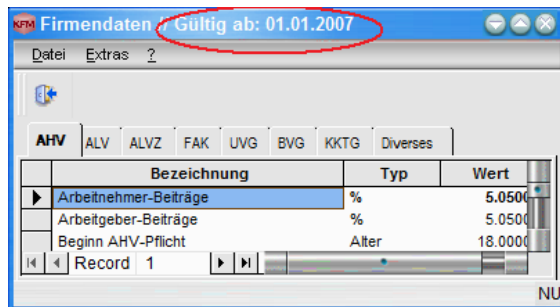 KFM Firmendaten // Gültig ab: 01.01.2007
Datei Extras ?
AHV ALV ALVZ FAK UVG BVG KKTG Diverses
Bezeichnung Typ Wert
Arbeitnehmer-Beiträge % 5.0500
Arbeitgeber-Beiträge % 5.0500
Beginn AHV-Pflicht Alter 18.0000
Record 1
NU